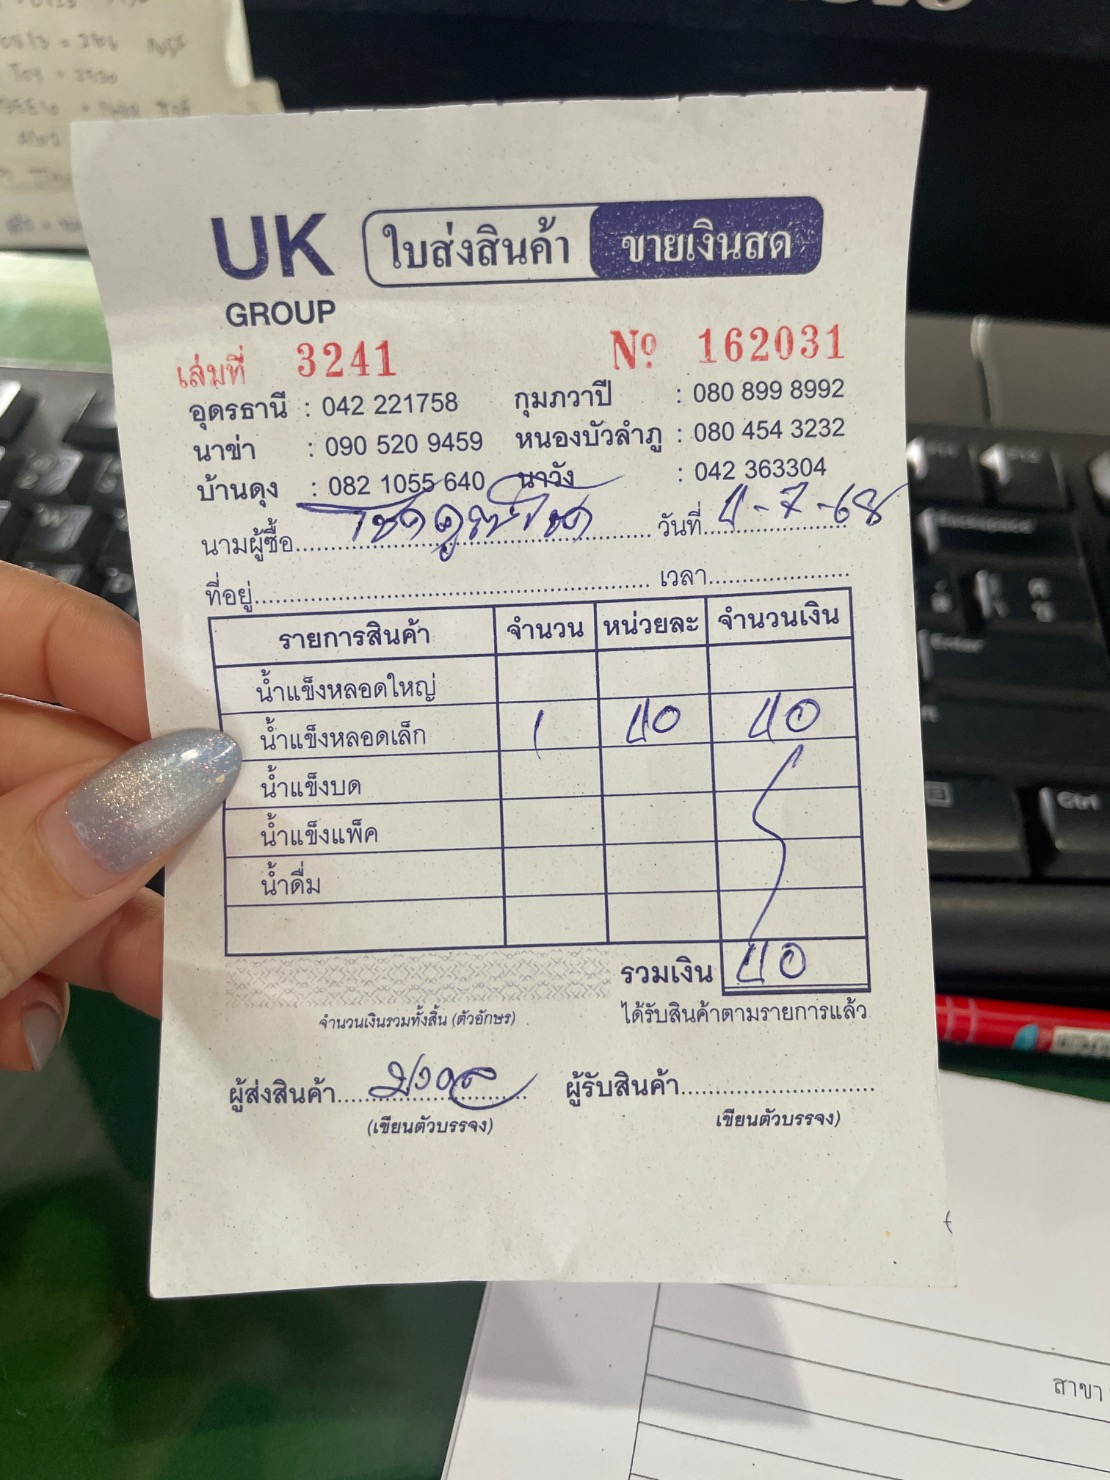 UK ใบส่งสินค้า ขายเงินสด
GROUP
เล่มที่ 3241 Nº 162031
อุดรธานี : 042 221758 กุมภวาปี : 080 899 8992
นาข่า : 090 520 9459 หนองบัวลำภู : 080 454 3232
บ้านดุง : 082 1055 640 นาวัง : 042 363304
นามผู้ซื้อ วันที่ 4-7-68
ที่อยู่ เวลา
รายการสินค้า จำนวน หน่วยละ จำนวนเงิน
น้ำแข็งหลอดใหญ่
น้ำแข็งหลอดเล็ก 1 40 40
น้ำแข็งบด
น้ำแข็งแพ็ค
น้ำดื่ม
รวมเงิน 40
จำนวนเงินรวมทั้งสิ้น (ตัวอักษร) ได้รับสินค้าตามรายการแล้ว
ผู้ส่งสินค้า ผู้รับสินค้า
(เขียนตัวบรรจง) เขียนตัวบรรจง)
สาขา
Ctrl
Enter